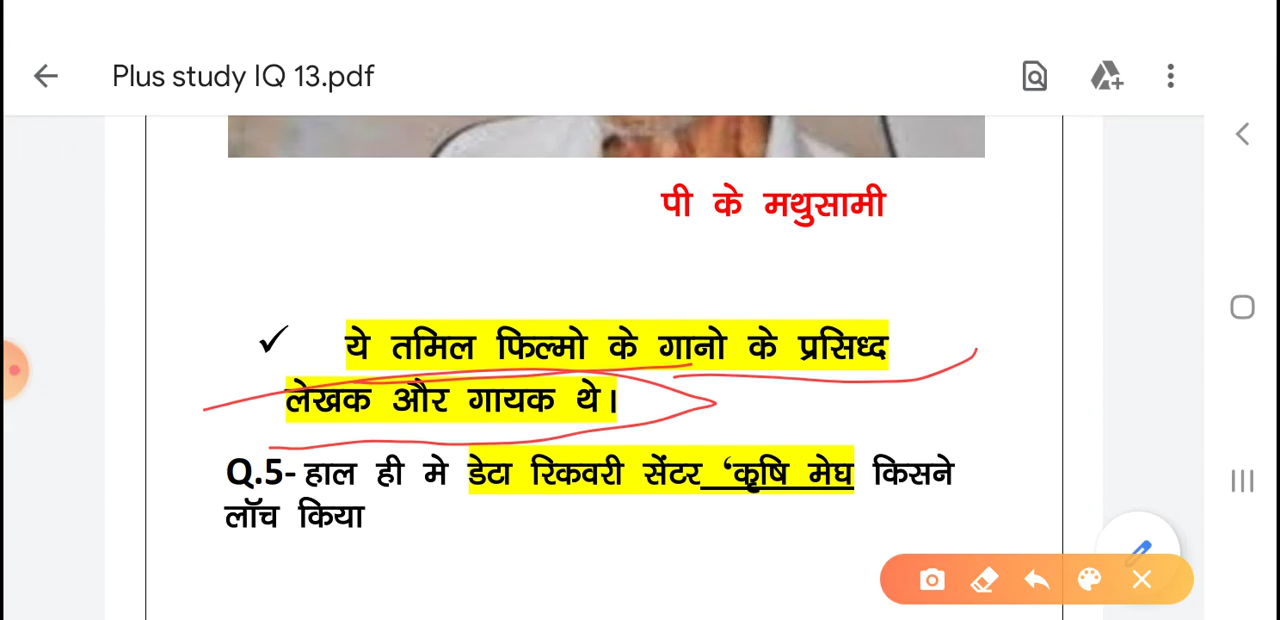 Plus study IQ 13.pdf
पी के मथुसामी
✓ ये तमिल फिल्मो के गानो के प्रसिध्द
लेखक और गायक थे।
Q.5- हाल ही मे डेटा रिकवरी सेंटर ‘कृषि मेघ किसने
लॉच किया